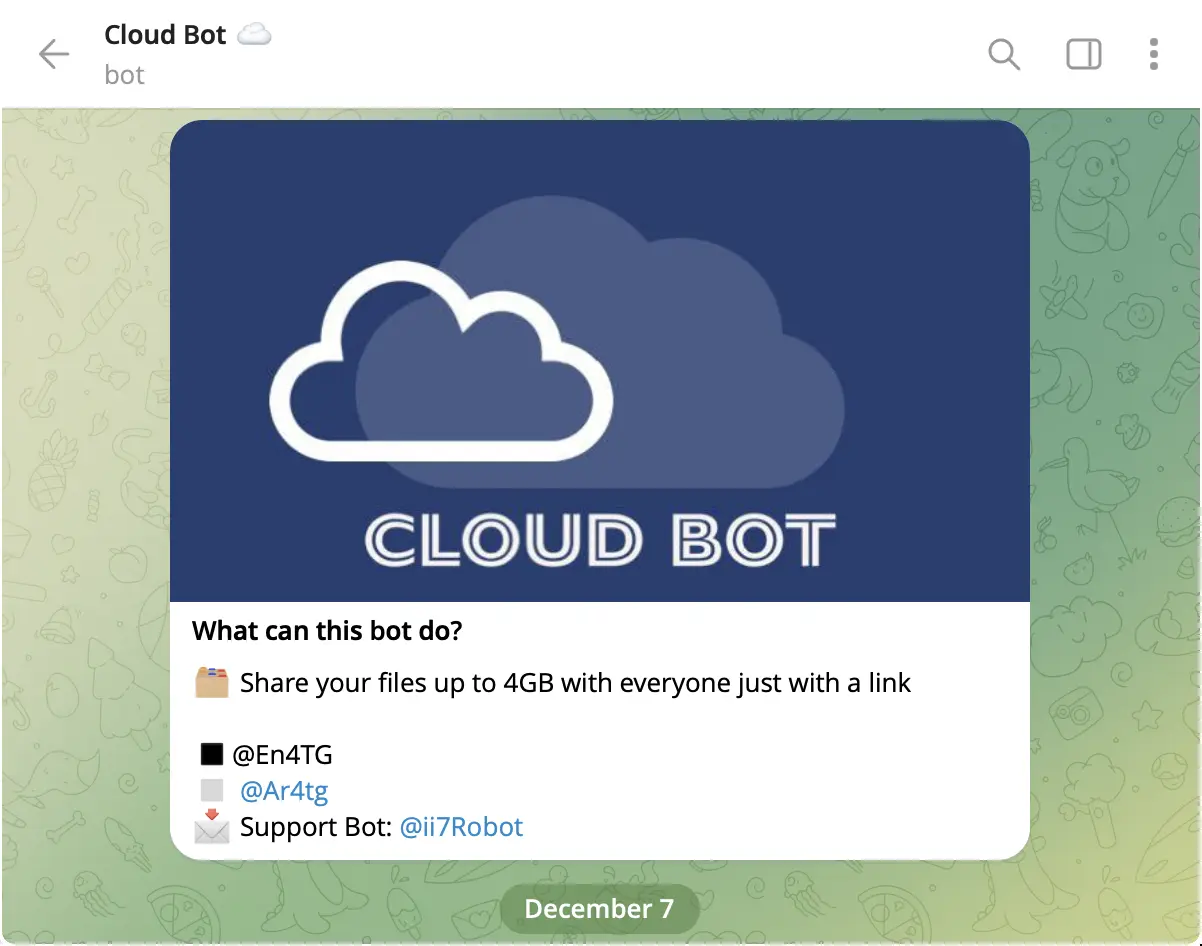 Cloud Bot ☁️
bot
CLOUD BOT
What can this bot do?
🗂 Share your files up to 4GB with everyone just with a link
◼️ @En4TG
◻️ @Ar4tg
📩 Support Bot: @ii7Robot
December 7